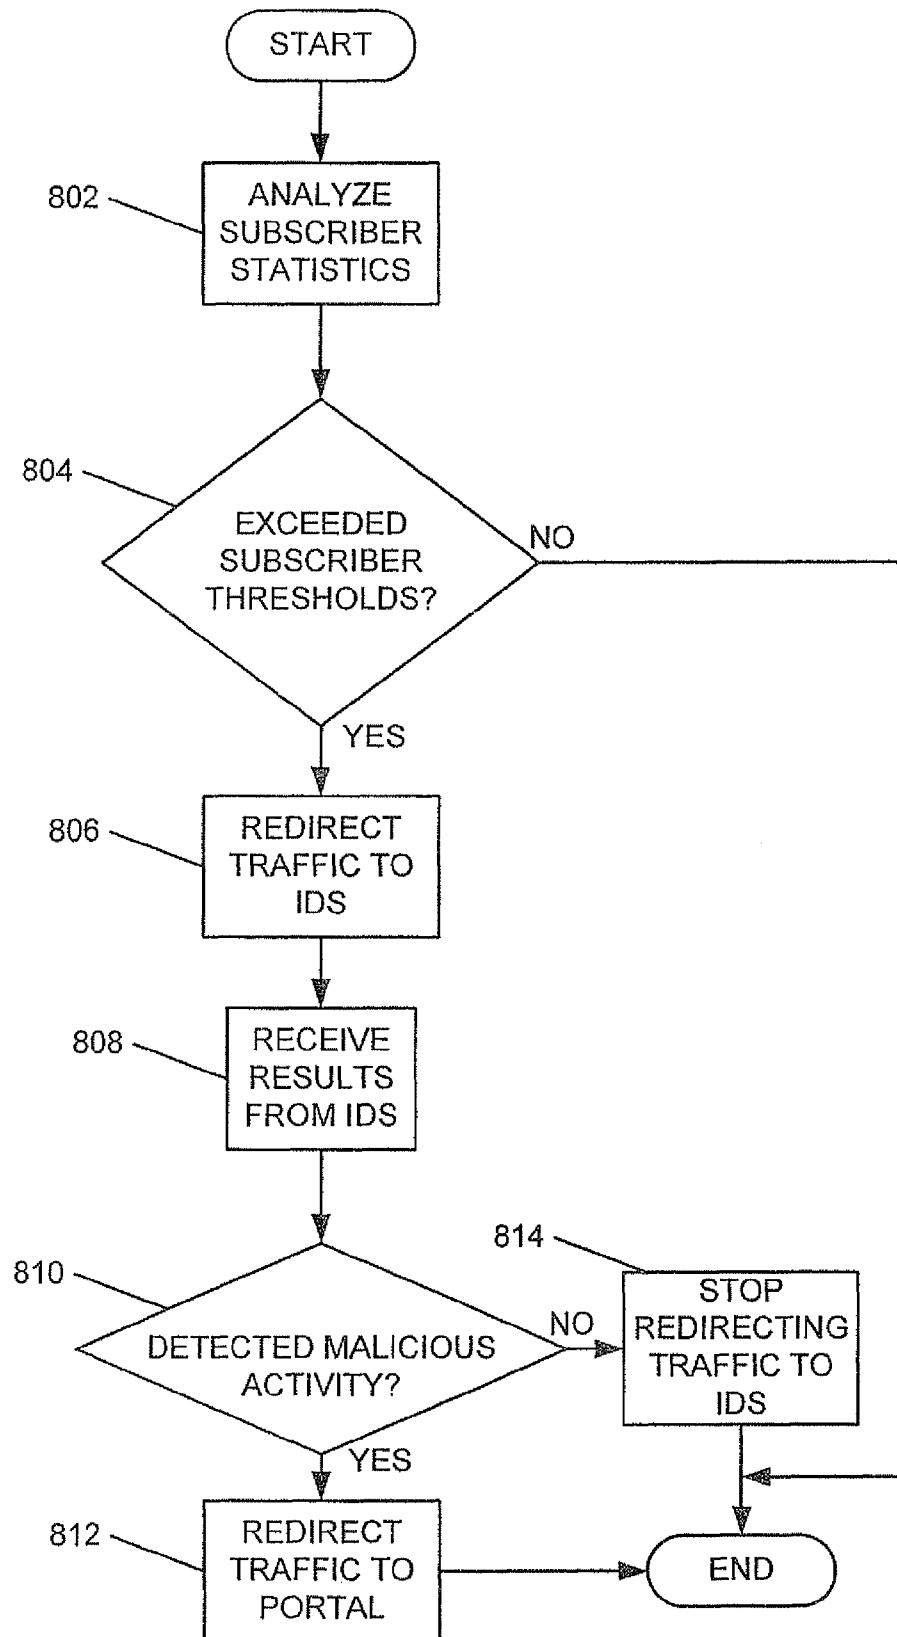 START
802
ANALYZE
SUBSCRIBER
STATISTICS
804
EXCEEDED
SUBSCRIBER
THRESHOLDS?
NO
YES
806
REDIRECT
TRAFFIC TO
IDS
808
RECEIVE
RESULTS
FROM IDS
810
DETECTED MALICIOUS
ACTIVITY?
NO
814
STOP
REDIRECTING
TRAFFIC TO
IDS
YES
812
REDIRECT
TRAFFIC TO
PORTAL
END